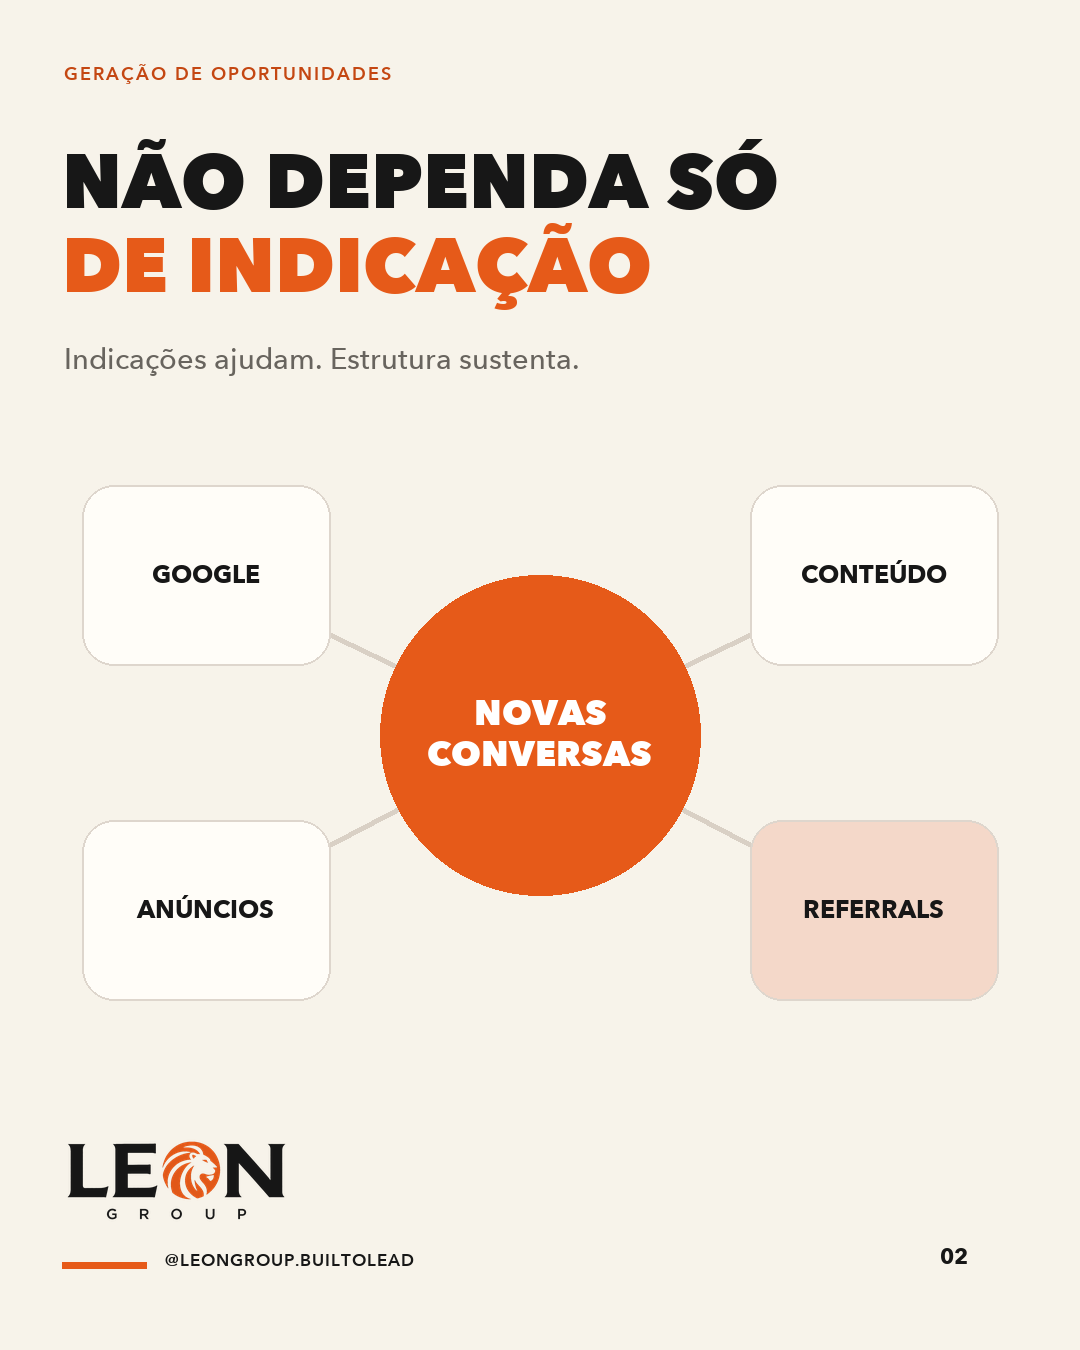 GERAÇÃO DE OPORTUNIDADES
NÃO DEPENDA SÓ
DE INDICAÇÃO
Indicações ajudam. Estrutura sustenta.
GOOGLE
CONTEÚDO
NOVAS
CONVERSAS
ANÚNCIOS
REFERRALS
LEON
GROUP
@LEONGROUP.BUILTOLEAD
02